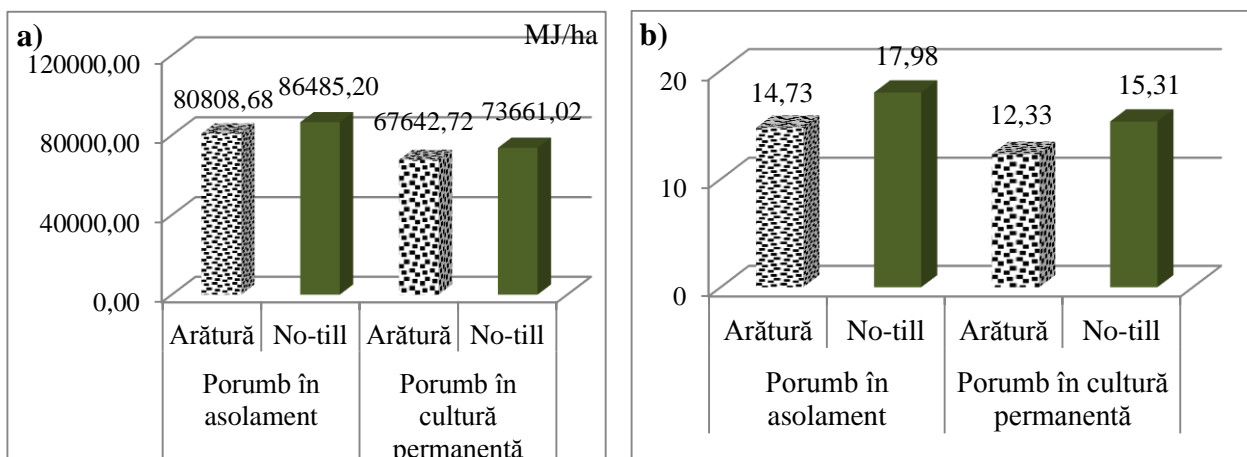 a)
MJ/ha
120000,00
80000,00
40000,00
0,00
80808,68
86485,20
67642,72
73661,02
Arătură
No-till
Arătură
No-till
Porumb în
asolament
Porumb în
cultură
permanentă
b)
20
10
0
14,73
17,98
12,33
15,31
Arătură
No-till
Arătură
No-till
Porumb în
asolament
Porumb în cultură
permanentă